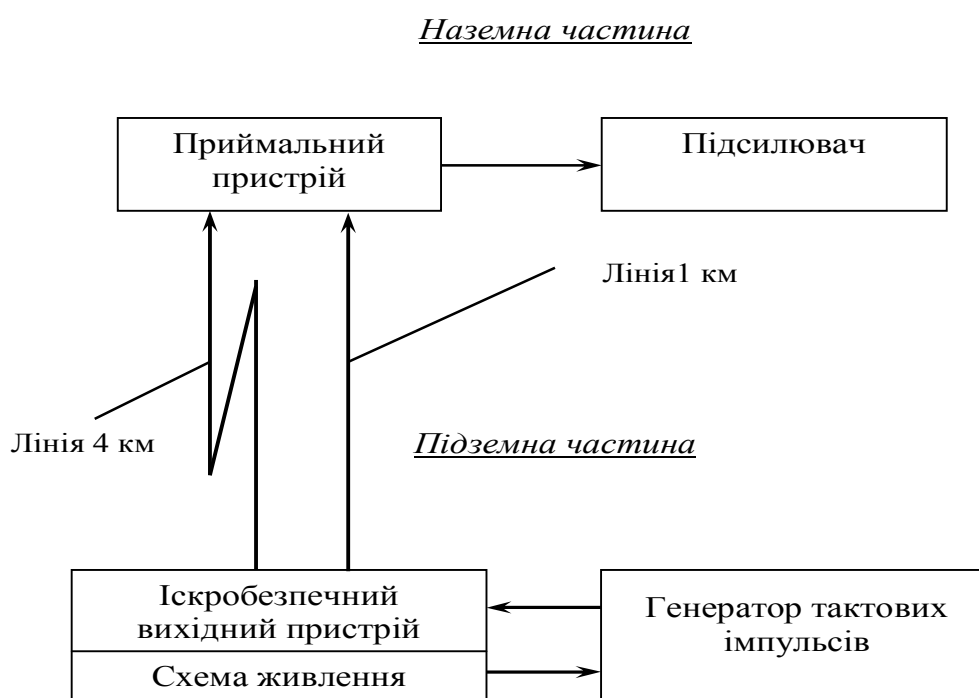 Наземна частина
Приймальний
пристрій
Підсилювач
Лінія1 км
Лінія 4 км
Підземна частина
Іскробезпечний
вихідний пристрій
Схема живлення
Генератор тактових
імпульсів